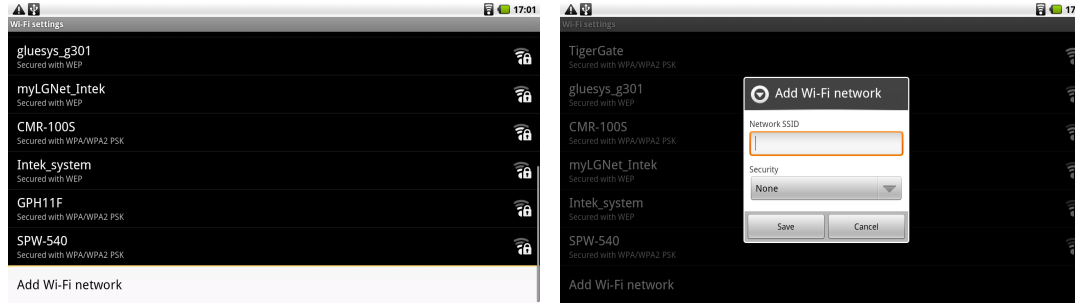 17:01
Wi-Fi settings
gluesys_g301
Secured with WEP
myLGNet_Intek
Secured with WEP
CMR-100S
Secured with WPA/WPA2 PSK
Intek_system
Secured with WEP
GPH11F
Secured with WPA/WPA2 PSK
SPW-540
Secured with WPA/WPA2 PSK
Add Wi-Fi network
17
Wi-Fi settings
TigerGate
Secured with WPA/WPA2 PSK
gluesys_g301
Secured with WEP
CMR-100S
Secured with WPA/WPA2 PSK
myLGNet_Intek
Secured with WEP
Intek_system
Secured with WEP
SPW-540
Secured with WPA/WPA2 PSK
Add Wi-Fi network
Add Wi-Fi network
Network SSID
Security
None
Save
Cancel